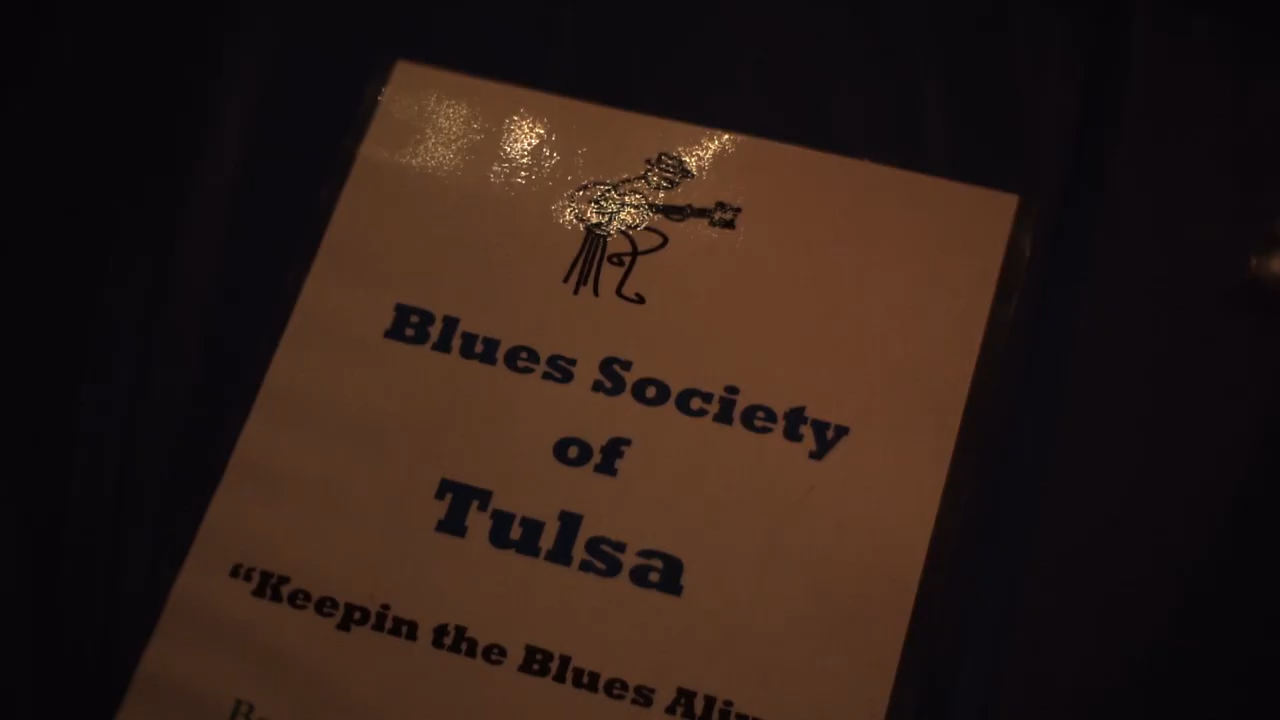 Blues Society
of
Tulsa
“Keepin the Blues